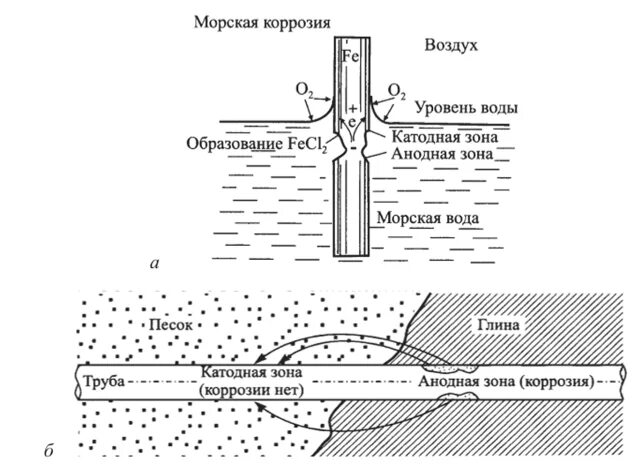 Морская коррозия
Воздух
Fe
O₂
O₂
+
e
-
Уровень воды
Образование FeCl₂
Катодная зона
Анодная зона
Морская вода
а
Песок
Глина
Труба
Катодная зона
(коррозии нет)
Анодная зона (коррозия)
б